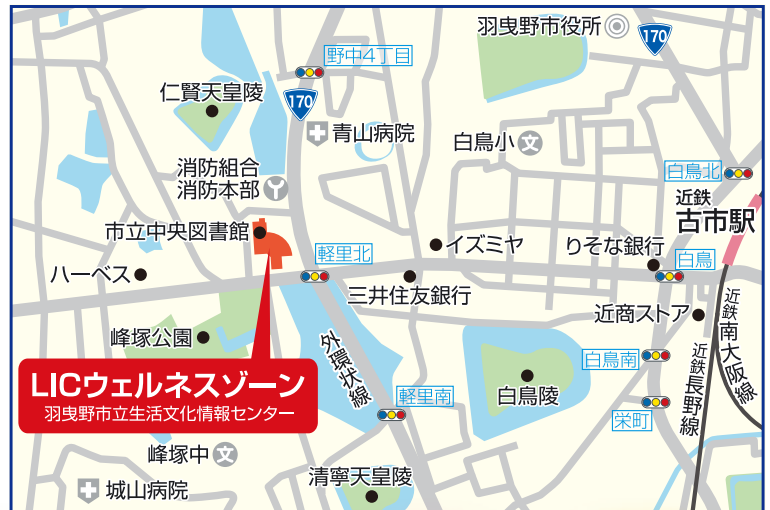 羽曳野市役所
170
野中4丁目
仁賢天皇陵
170
青山病院
白鳥小
文
消防組合
消防本部
白鳥北
近鉄
古市駅
市立中央図書館
イズミヤ
りそな銀行
軽里北
白鳥
ハーベス
三井住友銀行
近商ストア
峰塚公園
外環状線
白鳥南
近鉄南大阪線
近鉄長野線
LICウェルネスゾーン
羽曳野市立生活文化情報センター
白鳥陵
軽里南
栄町
峰塚中
文
清寧天皇陵
城山病院